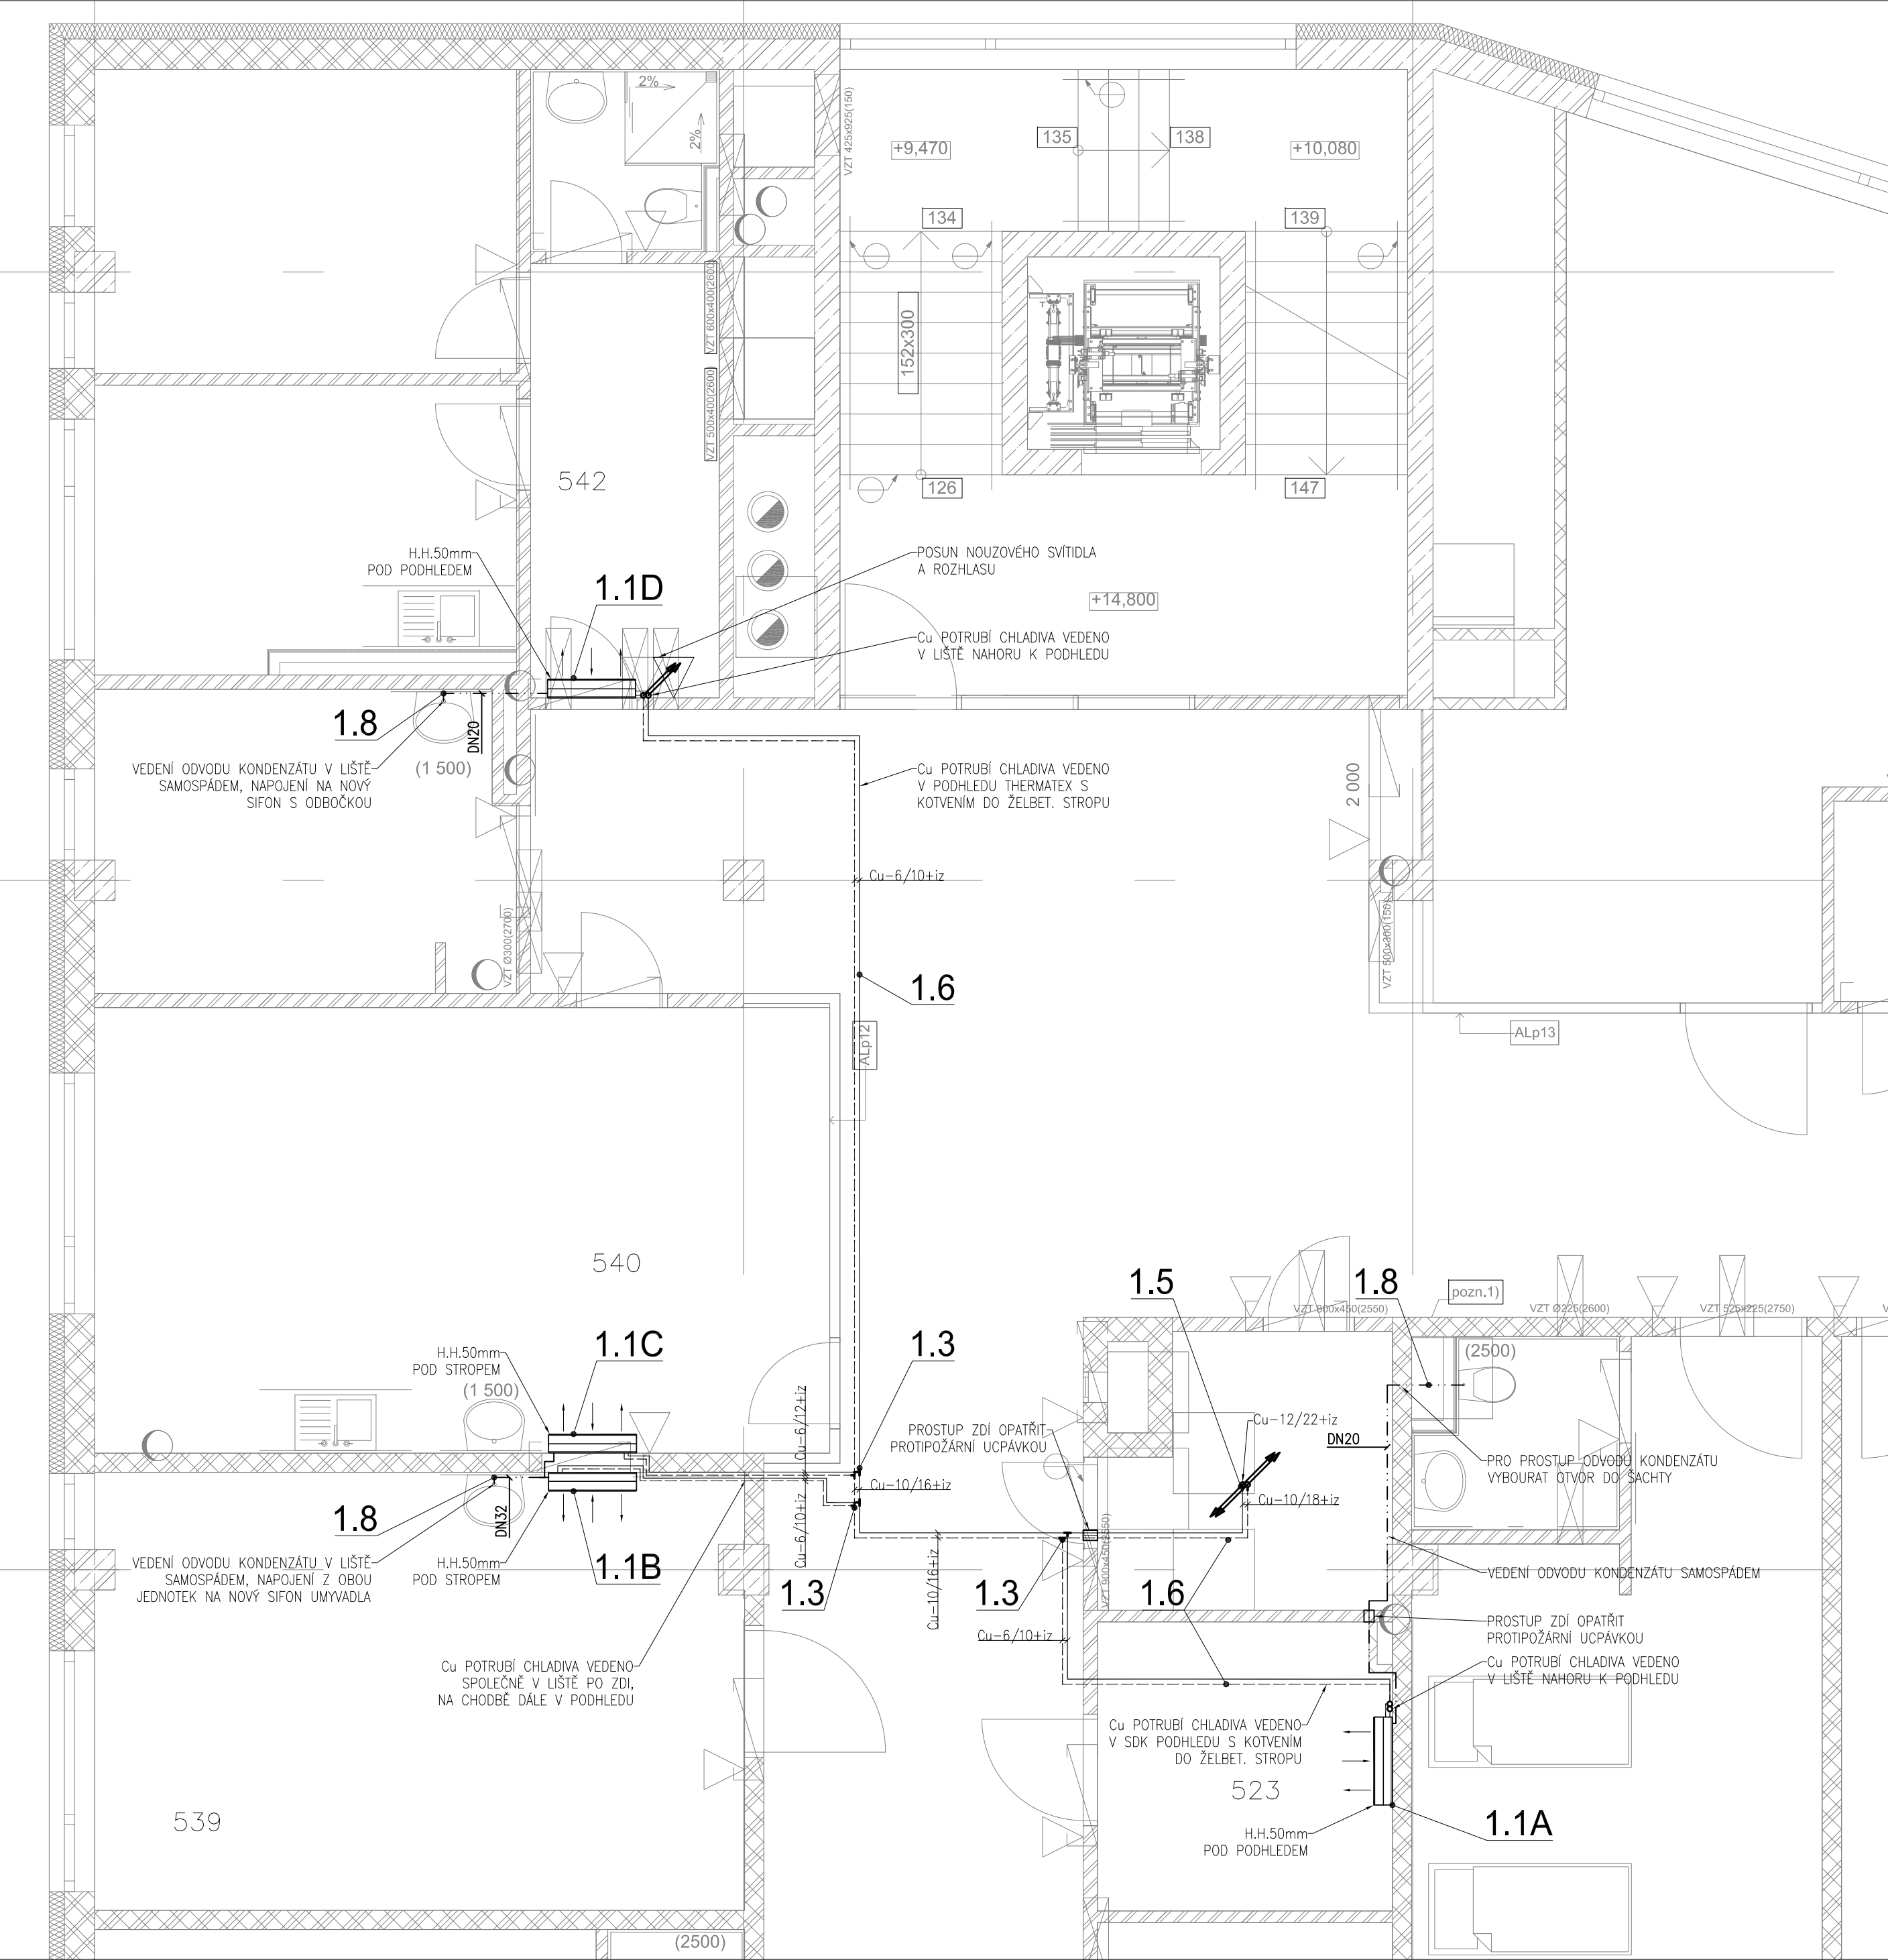 2%
2%
VZT 425x925(150)
+9,470
135
138
+10,080
134
139
VZT 600x400(2600)
152x300
VZT 500x400(2600)
542
126
147
H.H.50mm
POD PODHLEDEM
1.1D
POSUN NOUZOVÉHO SVÍTIDLA
A ROZHLASU
+14,800
Cu POTRUBÍ CHLADIVA VEDENO
V LIŠTĚ NAHORU K PODHLEDU
1.8
DN20
(1 500)
VEDENÍ ODVODU KONDENZÁTU V LIŠTĚ
SAMOSPÁDEM, NAPOJENÍ NA NOVÝ
SIFON S ODBOČKOU
Cu POTRUBÍ CHLADIVA VEDENO
V PODHLEDU THERMATEX S
KOTVENÍM DO ŽELBET. STROPU
2 000
Cu-6/10+iz
VZT Ø300(2700)
VZT 500x300(150)
1.6
ALp12
ALp13
540
1.5
1.8
pozn.1)
VZT 800x450(2550)
VZT Ø225(2600)
VZT 525x225(2750)
H.H.50mm
POD STROPEM
1.1C
1.3
(1 500)
(2500)
Cu-6/12+iz
PROSTUP ZDÍ OPATŘIT
PROTIPOŽÁRNÍ UCPÁVKOU
Cu-12/22+iz
DN20
PRO PROSTUP ODVODU KONDENZÁTU
VYBOURAT OTVOR DO ŠACHTY
Cu-10/16+iz
Cu-10/18+iz
1.8
DN32
Cu-6/10+iz
VEDENÍ ODVODU KONDENZÁTU V LIŠTĚ
SAMOSPÁDEM, NAPOJENÍ Z OBOU
JEDNOTEK NA NOVÝ SIFON UMYVADLA
H.H.50mm
POD STROPEM
1.1B
1.3
Cu-10/16+iz
1.3
VZT 900x450(2550)
1.6
VEDENÍ ODVODU KONDENZÁTU SAMOSPÁDEM
Cu-6/10+iz
PROSTUP ZDÍ OPATŘIT
PROTIPOŽÁRNÍ UCPÁVKOU
Cu POTRUBÍ CHLADIVA VEDENO
SPOLEČNĚ V LIŠTĚ PO ZDI,
NA CHODBĚ DÁLE V PODHLEDU
Cu POTRUBÍ CHLADIVA VEDENO
V LIŠTĚ NAHORU K PODHLEDU
Cu POTRUBÍ CHLADIVA VEDENO
V SDK PODHLEDU S KOTVENÍM
DO ŽELBET. STROPU
523
539
H.H.50mm
POD PODHLEDEM
1.1A
(2500)